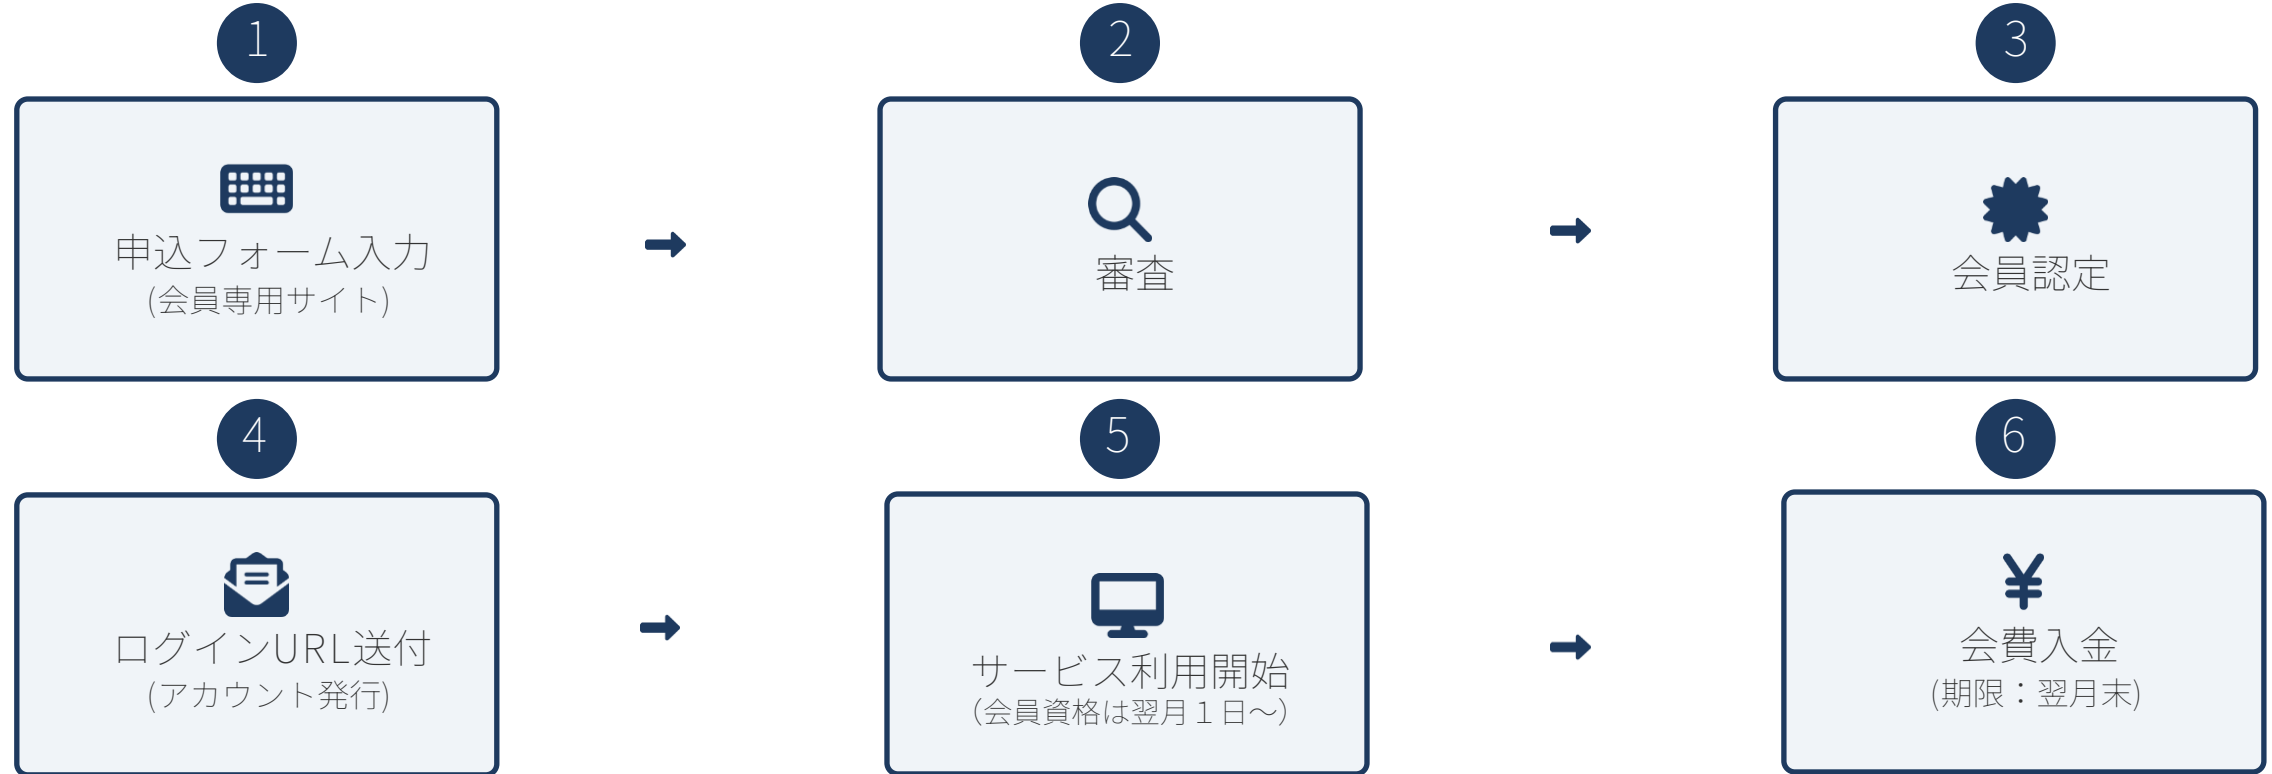 1
申込フォーム入力
(会員専用サイト)
2
審査
3
会員認定
4
ログインURL送付
(アカウント発行)
5
サービス利用開始
（会員資格は翌月１日～）
6
会費入金
(期限：翌月末)